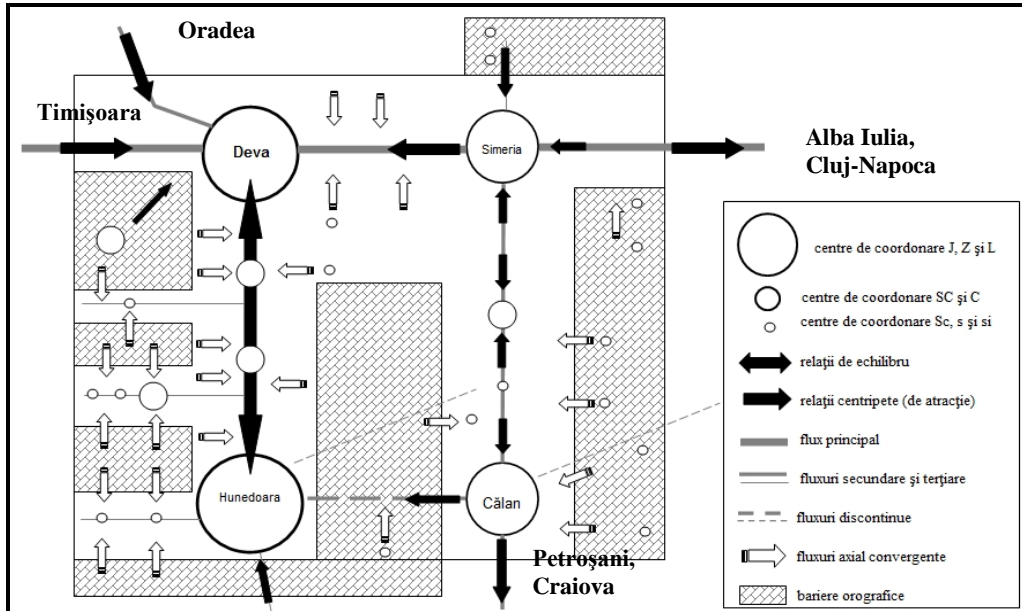 Oradea
Timişoara
Deva
Simeria
Alba Iulia,
Cluj-Napoca
Hunedoara
Călan
Petroşani,
Craiova
centre de coordonare J, Z şi L
centre de coordonare SC şi C
centre de coordonare Sc, s şi si
relaţii de echilibru
relaţii centripete (de atracţie)
flux principal
fluxuri secundare şi terţiare
fluxuri discontinue
fluxuri axial convergente
bariere orografice